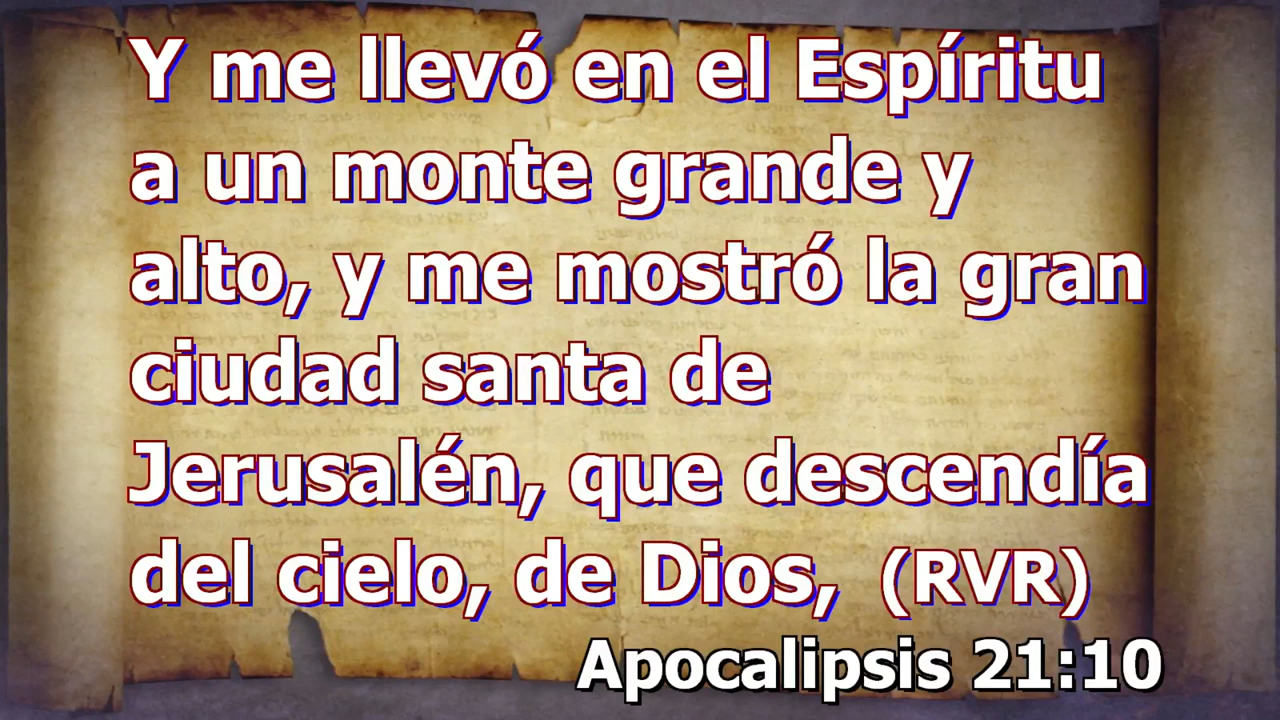 Y me llevó en el Espíritu
a un monte grande y
alto, y me mostró la gran
ciudad santa de
Jerusalén, que descendía
del cielo, de Dios, (RVR)
Apocalipsis 21:10